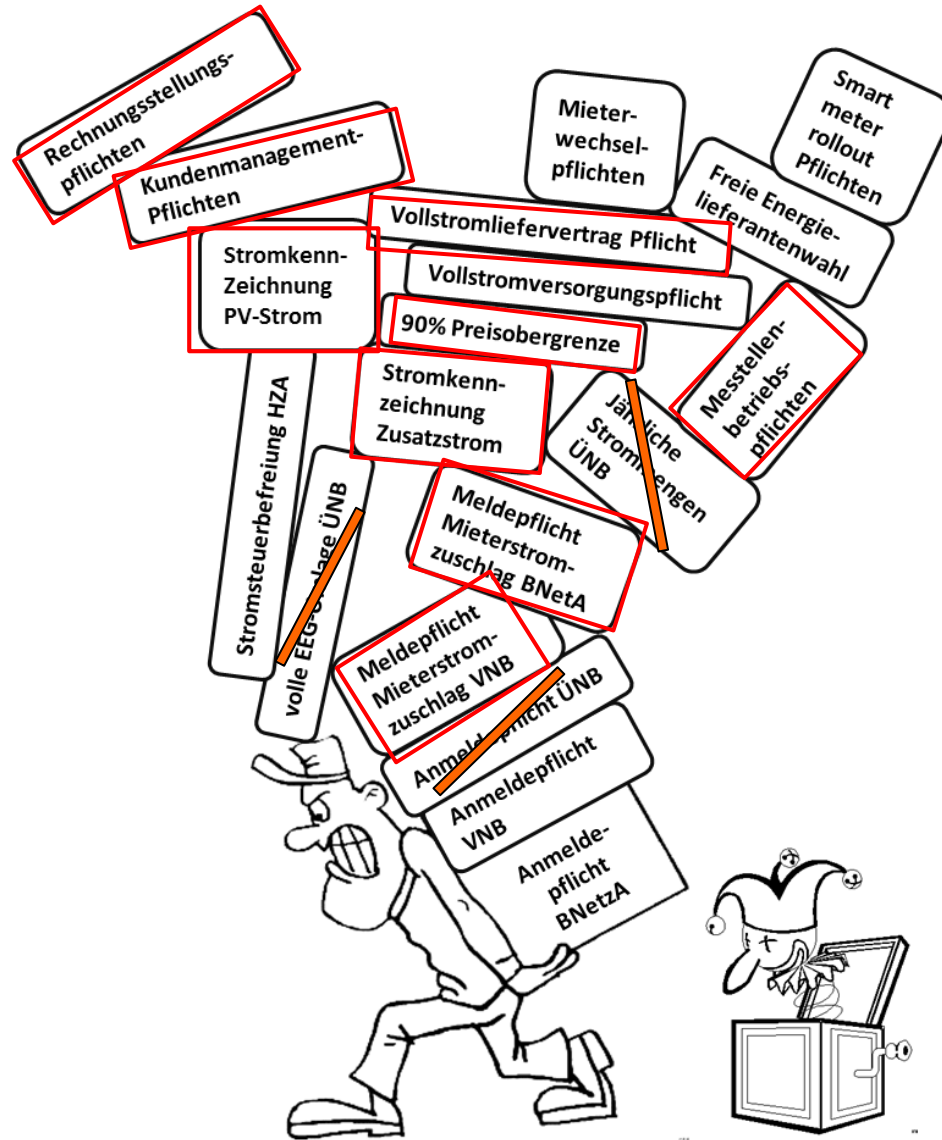 Rechnungsstellungs-
pflichten
Kundenmanagement-
Pflichten
Mieter-
wechsel-
pflichten
Smart
meter
rollout
Pflichten
Freie Energie-
lieferantenwahl
Vollstromliefervertrag Pflicht
Stromkenn-
Zeichnung
PV-Strom
Vollstromversorgungspflicht
90% Preisobergrenze
Messtellen-
betriebs-
pflichten
Stromkenn-
zeichnung
Zusatzstrom
Jährliche
Strommengen
ÜNB
Stromsteuerbefreiung HZA
volle EEG-Umlage ÜNB
Meldepflicht
Mieterstrom-
zuschlag BNetA
Meldepflicht
Mieterstrom-
zuschlag VNB
Anmeldepflicht ÜNB
Anmeldepflicht
VNB
Anmelde-
pflicht
BNetzA